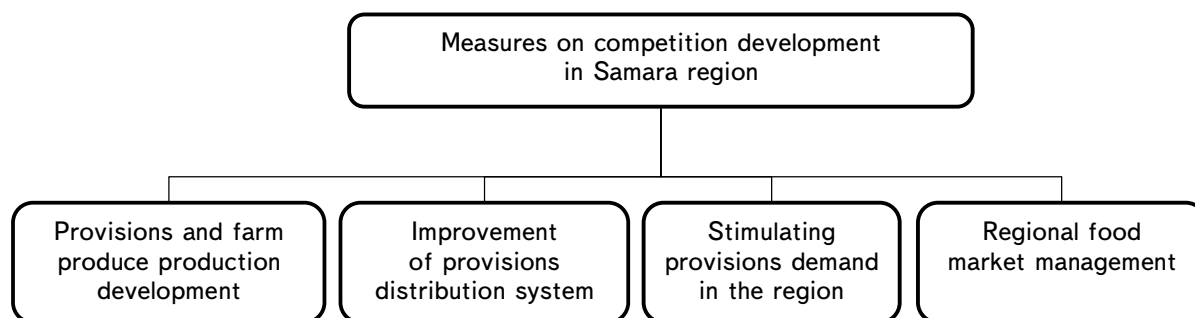 Measures on competition development
in Samara region
Provisions and farm
produce production
development
Improvement
of provisions
distribution system
Stimulating
provisions demand
in the region
Regional food
market management